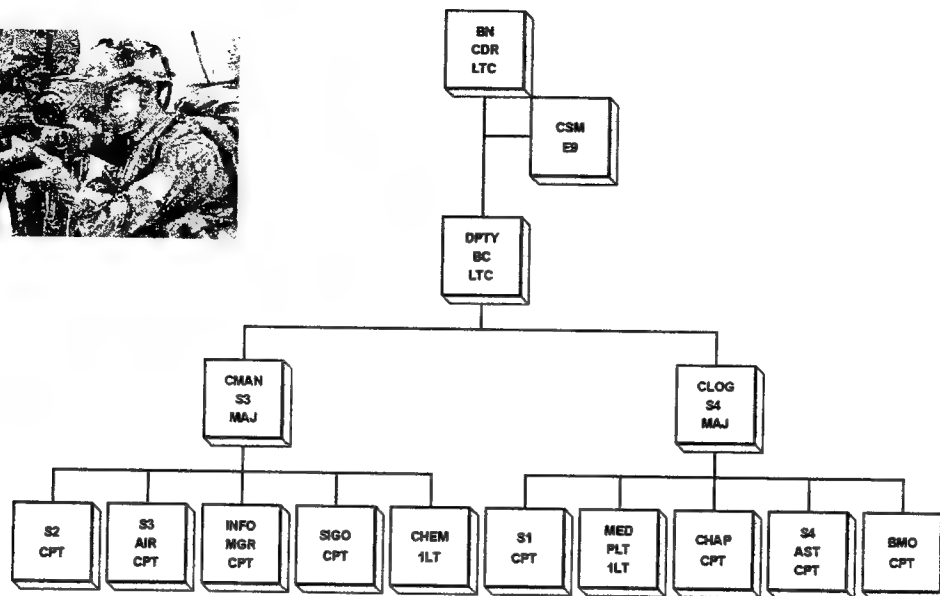 BN
CDR
LTC
CSM
E9
DPTY
BC
LTC
CMAN
S3
MAJ
CLOG
S4
MAJ
S2
CPT
S3
AIR
CPT
INFO
MGR
CPT
SIGO
CPT
CHEM
1LT
S1
CPT
MED
PLT
1LT
CHAP
CPT
S4
AST
CPT
BMO
CPT